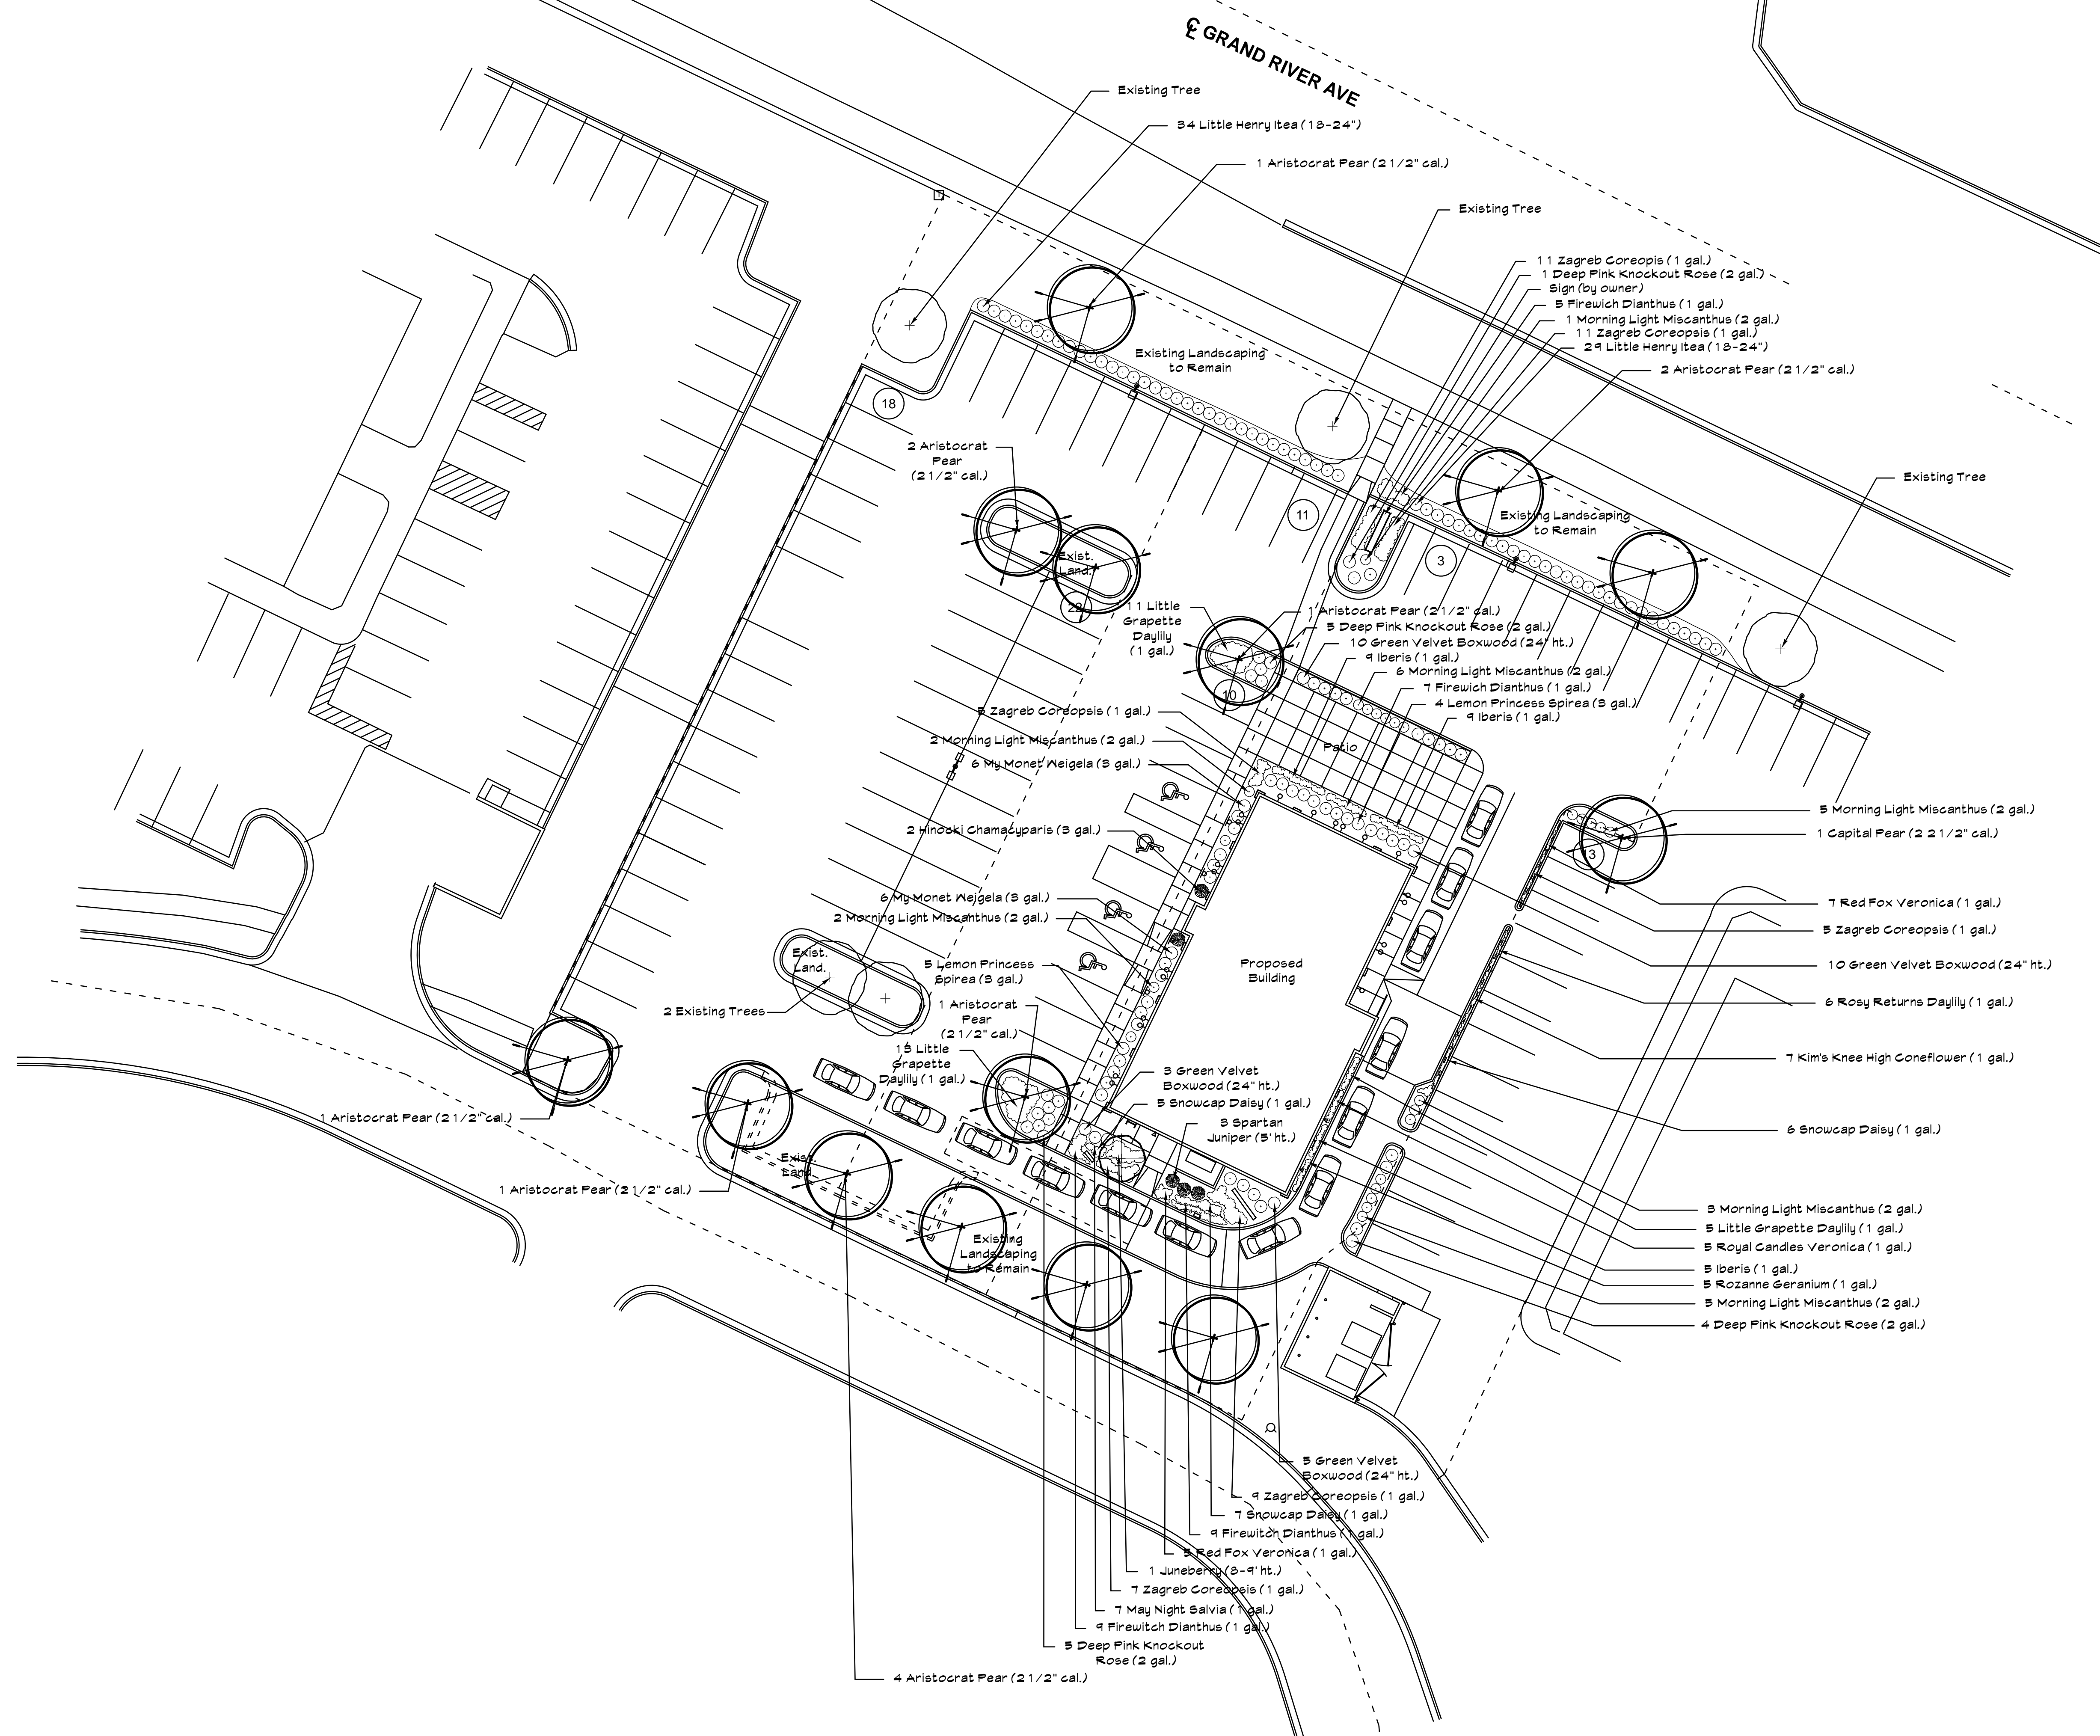 ℄ GRAND RIVER AVE
Existing Tree
34 Little Henry Itea (18-24")
1 Aristocrat Pear (2 1/2" cal.)
Existing Tree
11 Zagreb Coreopis (1 gal.)
1 Deep Pink Knockout Rose (2 gal.)
Sign (by owner)
5 Firewich Dianthus (1 gal.)
1 Morning Light Miscanthus (2 gal.)
11 Zagreb Coreopsis (1 gal.)
29 Little Henry Itea (18-24")
Existing Landscaping
to Remain
2 Aristocrat Pear (2 1/2" cal.)
18
2 Aristocrat
Pear
(2 1/2" cal.)
Existing Tree
11
Existing Landscaping
to Remain
3
Exist.
Land.
22
11 Little
Grapette
Daylily
(1 gal.)
1 Aristocrat Pear (2 1/2" cal.)
5 Deep Pink Knockout Rose (2 gal.)
10 Green Velvet Boxwood (24" ht.)
9 Iberis (1 gal.)
6 Morning Light Miscanthus (2 gal.)
7 Firewich Dianthus (1 gal.)
4 Lemon Princess Spirea (3 gal.)
9 Iberis (1 gal.)
10
5 Zagreb Coreopsis (1 gal.)
2 Morning Light Miscanthus (2 gal.)
Patio
6 My Monet Weigela (3 gal.)
5 Morning Light Miscanthus (2 gal.)
2 Hinocki Chamacyparis (3 gal.)
1 Capital Pear (2 2 1/2" cal.)
13
6 My Monet Weigela (3 gal.)
7 Red Fox Veronica (1 gal.)
2 Morning Light Miscanthus (2 gal.)
5 Zagreb Coreopsis (1 gal.)
Exist.
Land.
5 Lemon Princess
Spirea (3 gal.)
Proposed
Building
10 Green Velvet Boxwood (24" ht.)
2 Existing Trees
1 Aristocrat
Pear
(2 1/2" cal.)
6 Rosy Returns Daylily (1 gal.)
13 Little
Grapette
Daylily (1 gal.)
7 Kim's Knee High Coneflower (1 gal.)
3 Green Velvet
Boxwood (24" ht.)
5 Snowcap Daisy (1 gal.)
1 Aristocrat Pear (2 1/2" cal.)
3 Spartan
Juniper (5' ht.)
6 Snowcap Daisy (1 gal.)
Exist.
Land.
1 Aristocrat Pear (2 1/2" cal.)
3 Morning Light Miscanthus (2 gal.)
5 Little Grapette Daylily (1 gal.)
Existing
Landscaping
to Remain
5 Royal Candles Veronica (1 gal.)
5 Iberis (1 gal.)
5 Rozanne Geranium (1 gal.)
5 Morning Light Miscanthus (2 gal.)
4 Deep Pink Knockout Rose (2 gal.)
5 Green Velvet
Boxwood (24" ht.)
9 Zagreb Coreopsis (1 gal.)
7 Snowcap Daisy (1 gal.)
9 Firewitch Dianthus (1 gal.)
5 Red Fox Veronica (1 gal.)
1 Juneberry (8-9' ht.)
7 Zagreb Coreopsis (1 gal.)
7 May Night Salvia (1 gal.)
9 Firewitch Dianthus (1 gal.)
5 Deep Pink Knockout
Rose (2 gal.)
4 Aristocrat Pear (2 1/2" cal.)